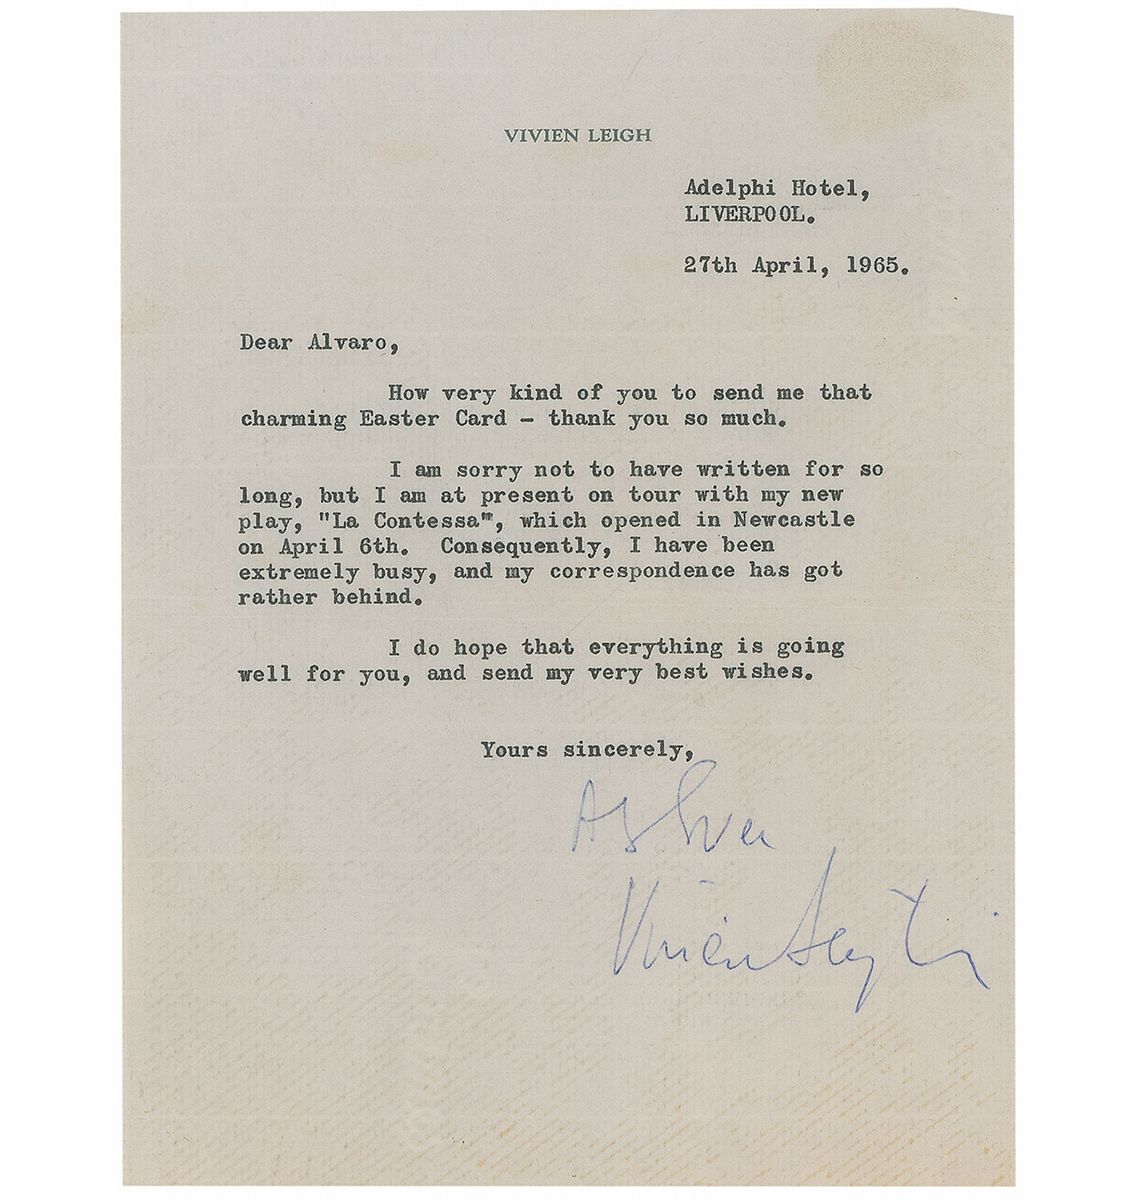 VIVIEN LEIGH
Adelphi Hotel,
LIVERPOOL.
27th April, 1965.
Dear Alvaro,
How very kind of you to send me that
charming Easter Card - thank you so much.
I am sorry not to have written for so
long, but I am at present on tour with my new
play, "La Contessa", which opened in Newcastle
on April 6th. Consequently, I have been
extremely busy, and my correspondence has got
rather behind.
I do hope that everything is going
well for you, and send my very best wishes.
Yours sincerely,
As Ever
Vivien Leigh